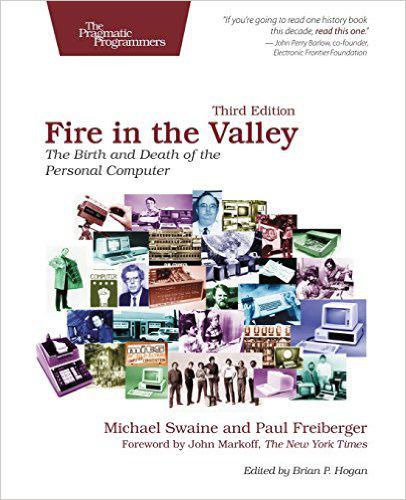 The
Pragmatic
Programmers
"If you're going to read one history book
this decade, read this one."
— John Perry Barlow, co-founder,
Electronic Frontier Foundation
Third Edition
Fire in the Valley
The Birth and Death of the
Personal Computer
COMPUTER
Michael Swaine and Paul Freiberger
Foreword by John Markoff, The New York Times
Edited by Brian P. Hogan